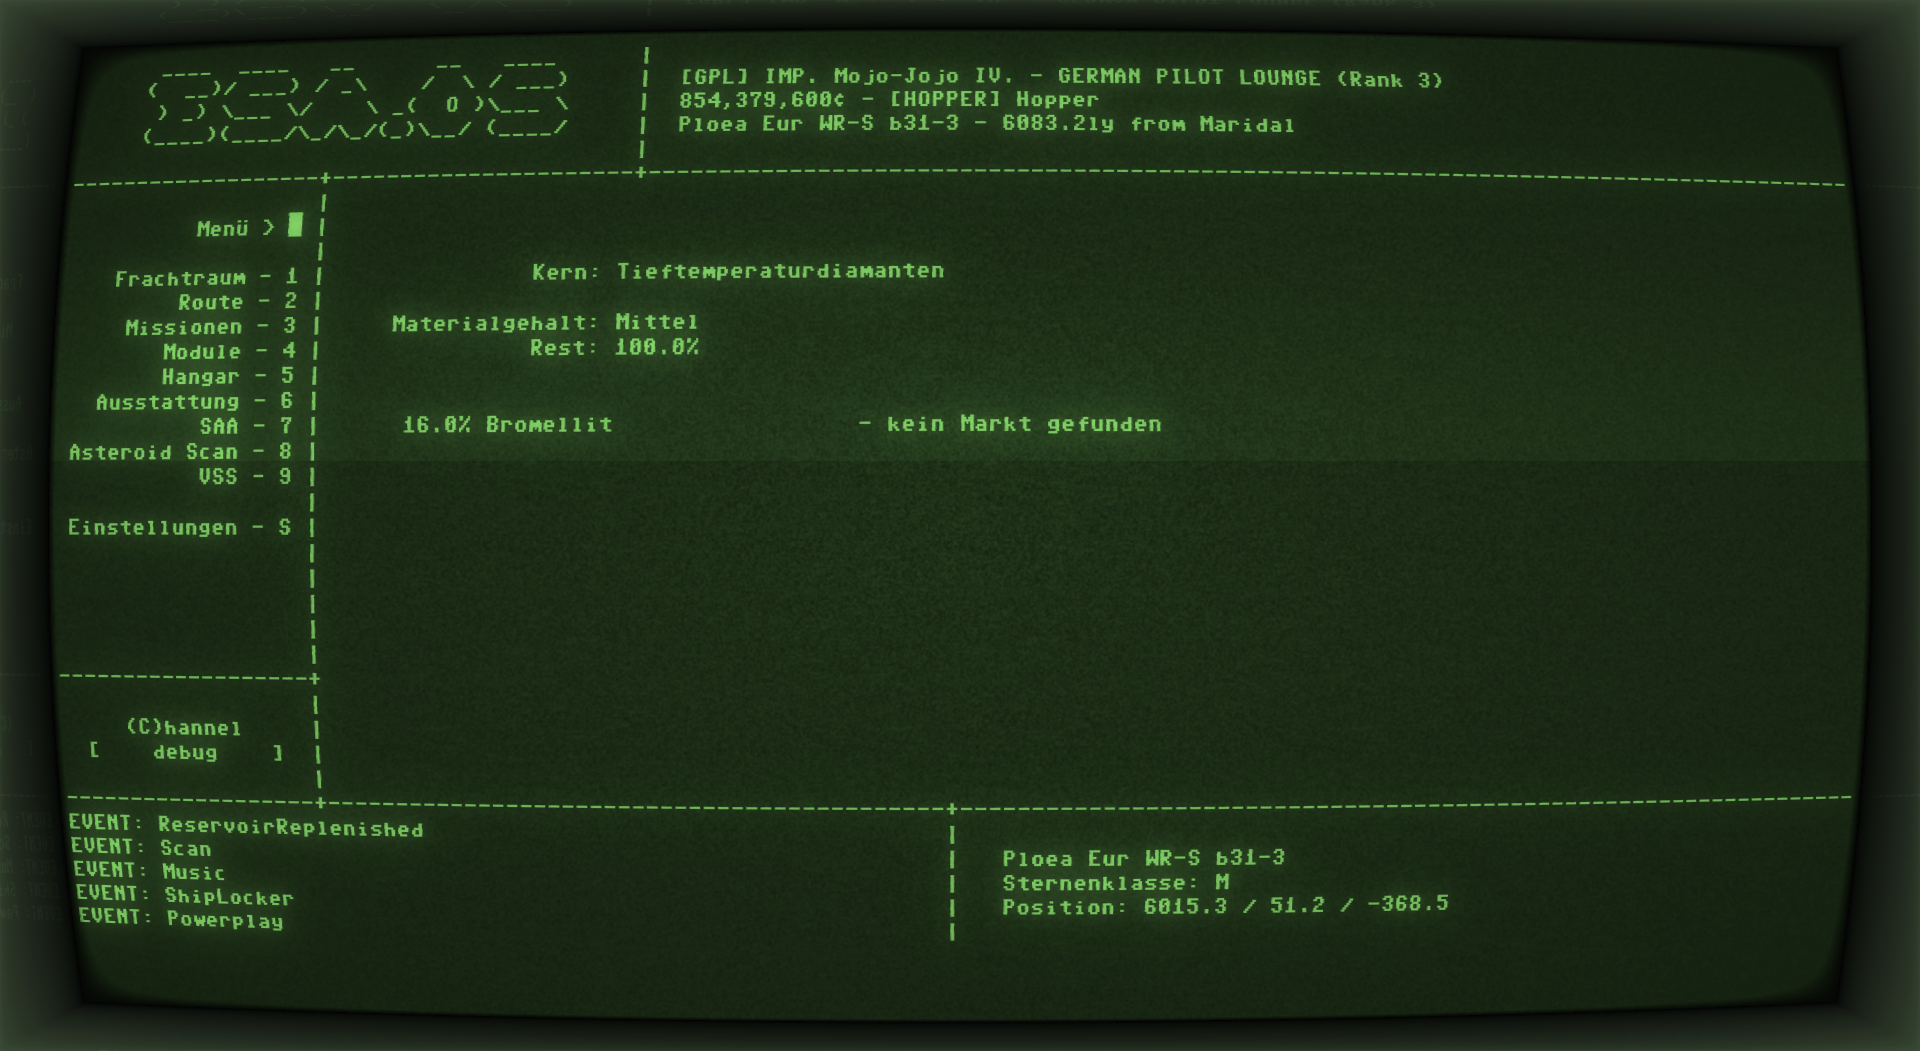 [GPL] IMP. Mojo-Jojo IV. - GERMAN PILOT LOUNGE (Rank 3)
854,379,600¢ - [HOPPER] Hopper
Ploea Eur WR-S b31-3 - 6083.2ly from Maridal
Menü >
Frachtraum - 1
Route - 2
Missionen - 3
Module - 4
Hangar - 5
Ausstattung - 6
SAA - 7
Asteroid Scan - 8
VSS - 9
Einstellungen - S
Kern: Tieftemperaturdiamanten
Materialgehalt: Mittel
Rest: 100.0%
16.0% Bromellit - kein Markt gefunden
(C)hannel
[ debug ]
EVENT: ReservoirReplenished
EVENT: Scan
EVENT: Music
EVENT: ShipLocker
EVENT: Powerplay
Ploea Eur WR-S b31-3
Sternenklasse: M
Position: 6015.3 / 51.2 / -368.5